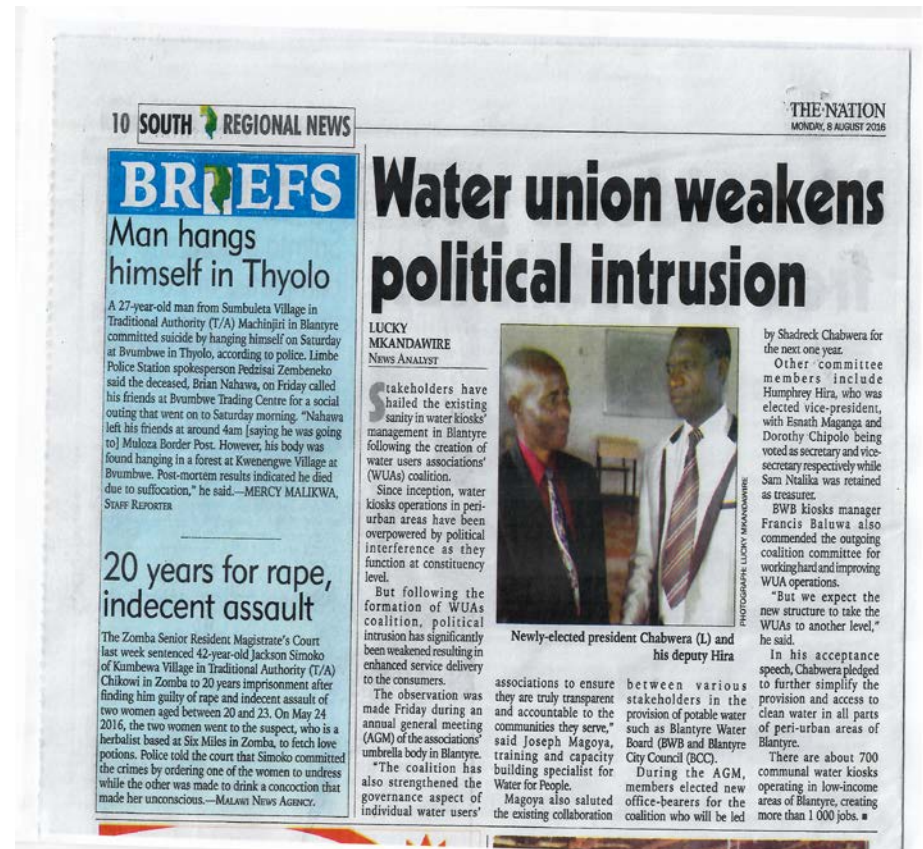 10 SOUTH REGIONAL NEWS
THE NATION
MONDAY, 8 AUGUST 2016
BRIEFS
Man hangs
himself in Thyolo
A 27-year-old man from Sumbuleta Village in
Traditional Authority (T/A) Machinjiri in Blantyre
committed suicide by hanging himself on Saturday
at Bvumbwe in Thyolo, according to police. Limbe
Police Station spokesperson Pedzisai Zembeneko
said the deceased, Brian Nahawa, on Friday called
his friends at Bvumbwe Trading Centre for a social
outing that went on to Saturday morning. "Nahawa
left his friends at around 4am [saying he was going
to] Muloza Border Post. However, his body was
found hanging in a forest at Kwenengwe Village at
Bvumbwe. Post-mortem results indicated he died
due to suffocation," he said.—MERCY MALIKWA,
STAFF REPORTER
20 years for rape,
indecent assault
The Zomba Senior Resident Magistrate's Court
last week sentenced 42-year-old Jackson Simoko
of Kumbewa Village in Traditional Authority (T/A)
Chikowi in Zomba to 20 years imprisonment after
finding him guilty of rape and indecent assault of
two women aged between 20 and 23. On May 24
2016, the two women went to the suspect, who is a
herbalist based at Six Miles in Zomba, to fetch love
potions. Police told the court that Simoko committed
the crimes by ordering one of the women to undress
while the other was made to drink a concoction that
made her unconscious.—MALAWI NEWS AGENCY.
Water union weakens
political intrusion
LUCKY
MKANDAWIRE
NEWS ANALYST
Stakeholders have
hailed the existing
sanity in water kiosks'
management in Blantyre
following the creation of
water users associations'
(WUAs) coalition.
Since inception, water
kiosks operations in peri-
urban areas have been
overpowered by political
interference as they
function at constituency
level.
But following the
formation of WUAs
coalition, political
intrusion has significantly
been weakened resulting in
enhanced service delivery
to the consumers.
The observation was
made Friday during an
annual general meeting
(AGM) of the associations'
umbrella body in Blantyre.
"The coalition has
also strengthened the
governance aspect of
individual water users'
PHOTOGRAPH: LUCKY MKANDAWIRE
Newly-elected president Chabwera (L) and
his deputy Hira
associations to ensure
they are truly transparent
and accountable to the
communities they serve,"
said Joseph Magoya,
training and capacity
building specialist for
Water for People.
Magoya also saluted
the existing collaboration
between various
stakeholders in the
provision of potable water
such as Blantyre Water
Board (BWB and Blantyre
City Council (BCC).
During the AGM,
members elected new
office-bearers for the
coalition who will be led
by Shadreck Chabwera for
the next one year.
Other committee
members include
Humphrey Hira, who was
elected vice-president,
with Esnath Maganga and
Dorothy Chipolo being
voted as secretary and vice-
secretary respectively while
Sam Ntalika was retained
as treasurer.
BWB kiosks manager
Francis Baluwa also
commended the outgoing
coalition committee for
working hard and improving
WUA operations.
"But we expect the
new structure to take the
WUAs to another level,"
he said.
In his acceptance
speech, Chabwera pledged
to further simplify the
provision and access to
clean water in all parts
of peri-urban areas of
Blantyre.
There are about 700
communal water kiosks
operating in low-income
areas of Blantyre, creating
more than 1 000 jobs. ■